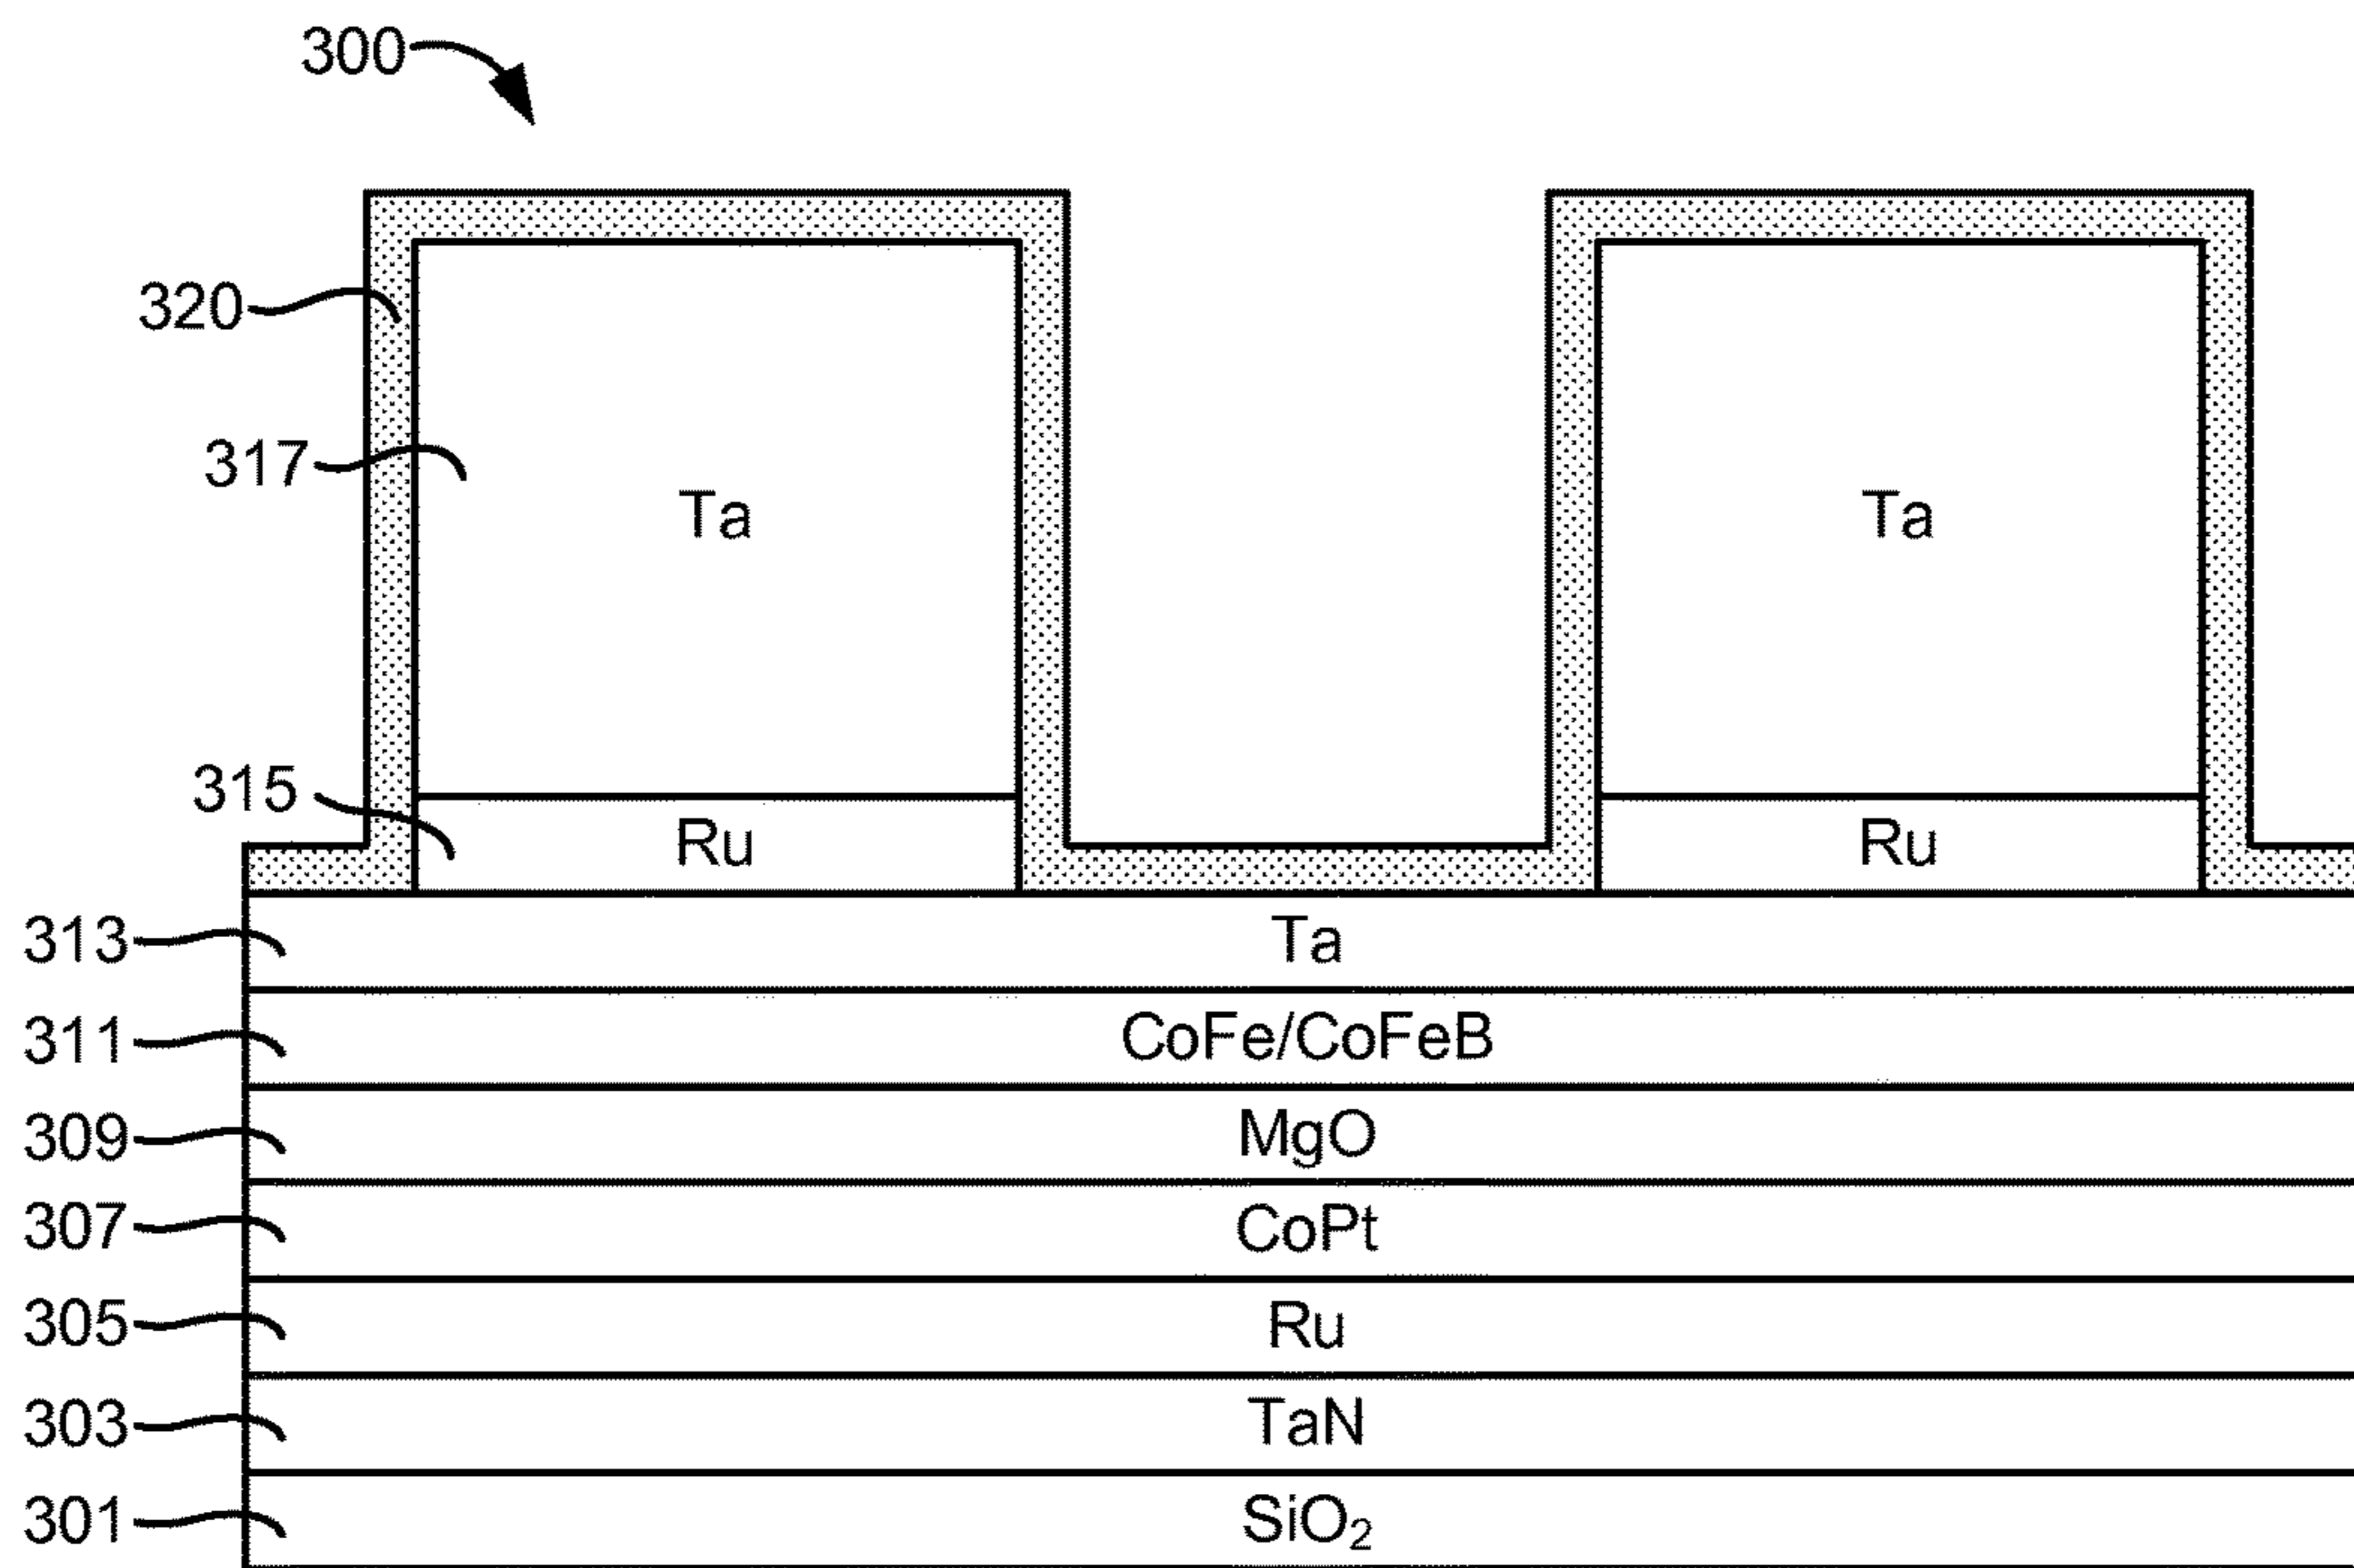 300
320
317 Ta Ta
315 Ru Ru
313 Ta
311 CoFe/CoFeB
309 MgO
307 CoPt
305 Ru
303 TaN
301 SiO₂